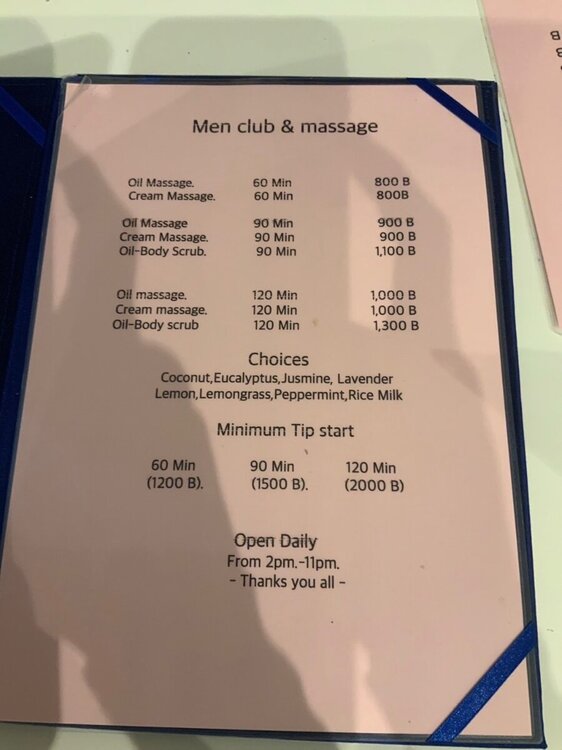 Men club & massage
Oil Massage. 60 Min 800 B
Cream Massage. 60 Min 800B
Oil Massage 90 Min 900 B
Cream Massage. 90 Min 900 B
Oil-Body Scrub. 90 Min 1,100 B
Oil massage. 120 Min 1,000 B
Cream massage. 120 Min 1,000 B
Oil-Body scrub 120 Min 1,300 B
Choices
Coconut,Eucalyptus,Jusmine, Lavender
Lemon,Lemongrass,Peppermint,Rice Milk
Minimum Tip start
60 Min 90 Min 120 Min
(1200 B). (1500 B). (2000 B)
Open Daily
From 2pm.-11pm.
- Thanks you all -